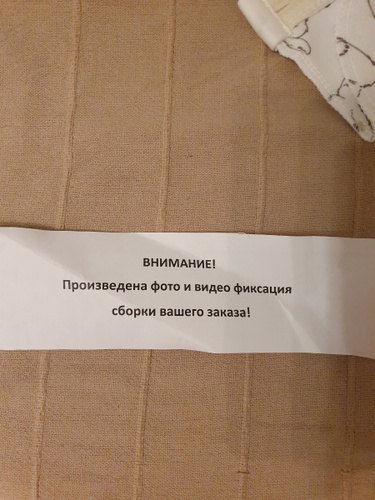 ВНИМАНИЕ!
Произведена фото и видео фиксация
сборки вашего заказа!